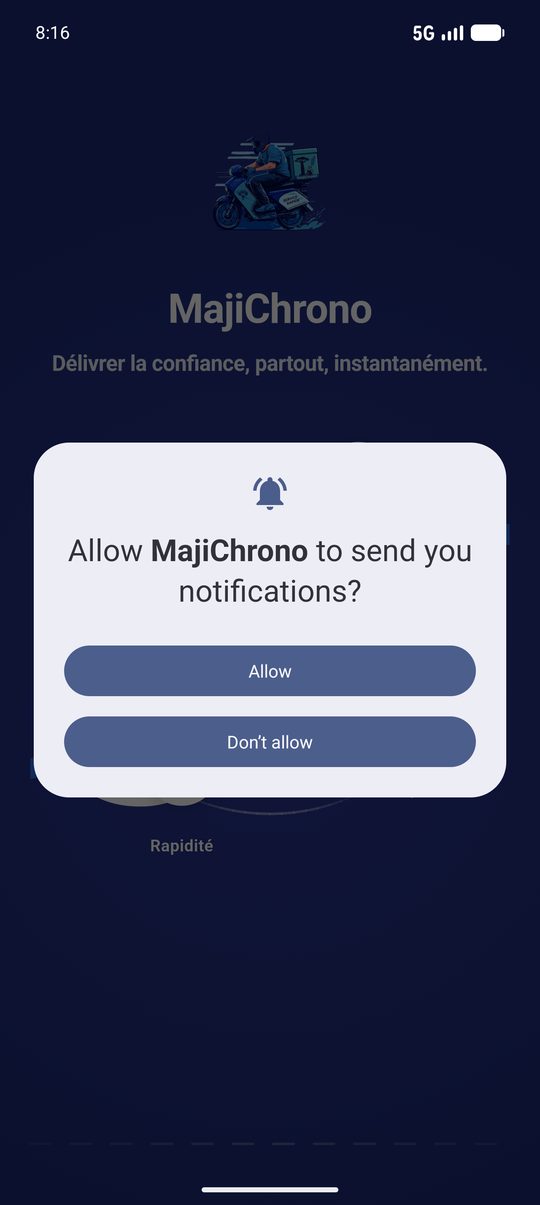 8:16
5G
MajiChrono
Délivrer la confiance, partout, instantanément.
Allow MajiChrono to send you
notifications?
Allow
Don’t allow
Rapidité